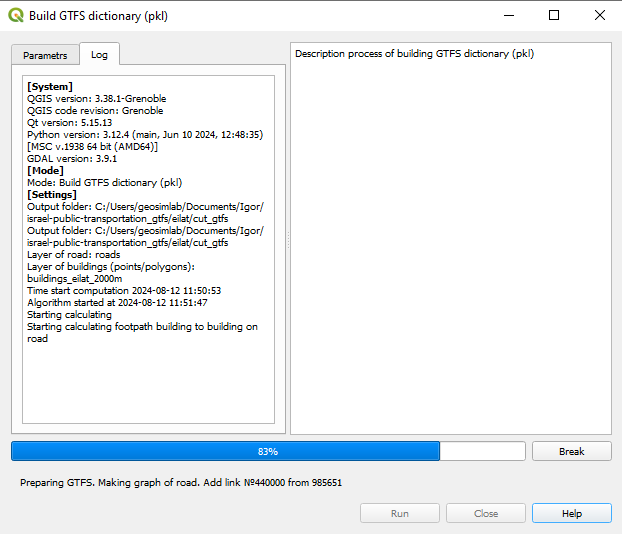 Build GTFS dictionary (pkl)
Parametrs
Log
[System]
QGIS version: 3.38.1-Grenoble
QGIS code revision: Grenoble
Qt version: 5.15.13
Python version: 3.12.4 (main, Jun 10 2024, 12:48:35)
[MSC v.1938 64 bit (AMD64)]
GDAL version: 3.9.1
[Mode]
Mode: Build GTFS dictionary (pkl)
[Settings]
Output folder: C:/Users/geosimlab/Documents/Igor/
israel-public-transportation_gtfs/eilat/cut_gtfs
Output folder: C:/Users/geosimlab/Documents/Igor/
israel-public-transportation_gtfs/eilat/cut_gtfs
Layer of road: roads
Layer of buildings (points/polygons):
buildings_eilat_2000m
Time start computation 2024-08-12 11:50:53
Algorithm started at 2024-08-12 11:51:47
Starting calculating
Starting calculating footpath building to building on
road
Description process of building GTFS dictionary (pkl)
83%
Break
Preparing GTFS. Making graph of road. Add link №440000 from 985651
Run
Close
Help